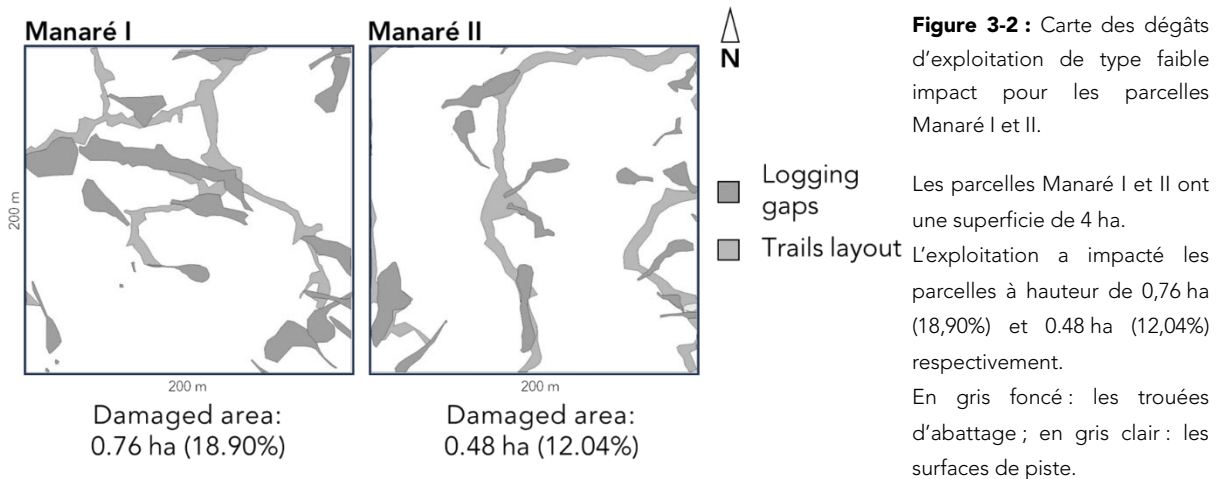 Manaré I
200 m
200 m
Damaged area:
0.76 ha (18.90%)
Manaré II
200 m
Damaged area:
0.48 ha (12.04%)
N
Logging
gaps
Trails layout
Figure 3-2 : Carte des dégâts
d’exploitation de type faible
impact pour les parcelles
Manaré I et II.
Les parcelles Manaré I et II ont
une superficie de 4 ha.
L’exploitation a impacté les
parcelles à hauteur de 0,76 ha
(18,90%) et 0.48 ha (12,04%)
respectivement.
En gris foncé : les trouées
d’abattage ; en gris clair : les
surfaces de piste.